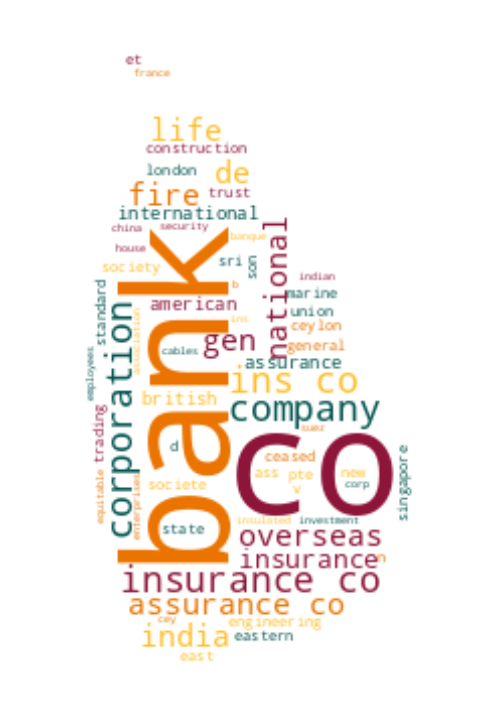 et
france
life
construction
london
de
fire
trust
international
china
security
banque
house
national
society
sri
son
indian
b
marine
american
standard
corporation
bank
association
ins
union
ceylon
gen
general
cables
assurance
employees
ins co
british
company
trading
suez
d
co
ceased
ass
pte
new
v
corp
singapore
equitable
enterprises
societe
state
insulated
investment
overseas
insurance
n
insurance co
assurance co
cey
engineering
india
eastern
east